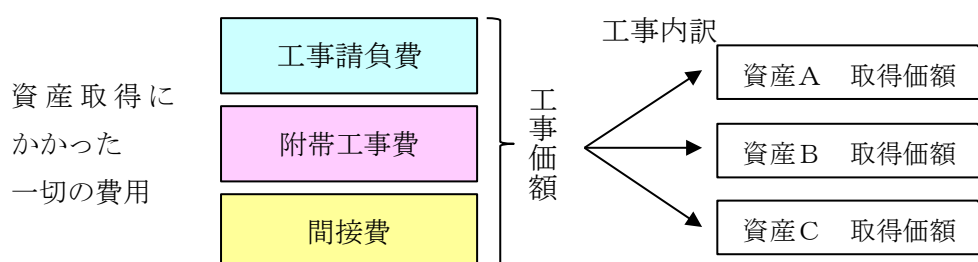 資産取得に
かかった
一切の費用
工事請負費
附帯工事費
間接費
工事価額
工事内訳
資産A　取得価額
資産B　取得価額
資産C　取得価額